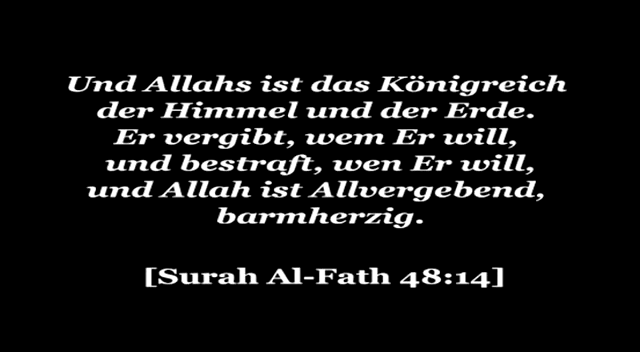 Und Allahs ist das Königreich
der Himmel und der Erde.
Er vergibt, wem Er will,
und bestraft, wen Er will,
und Allah ist Allvergebend,
barmherzig.
[Surah Al-Fath 48:14]